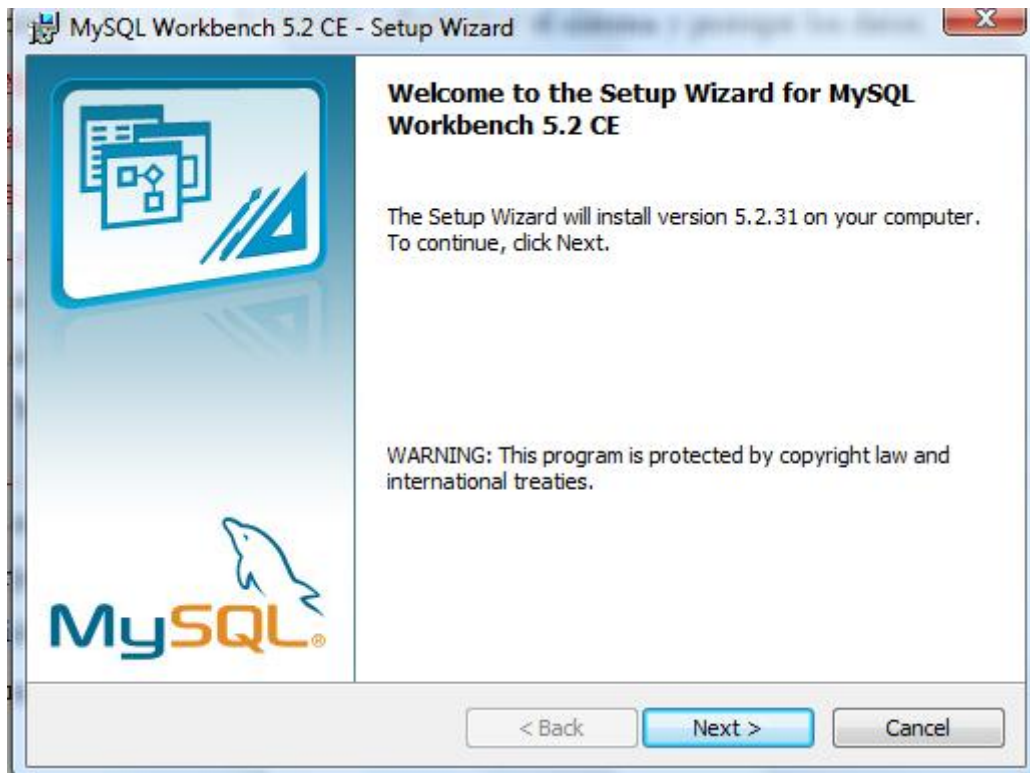 MySQL Workbench 5.2 CE - Setup Wizard
Welcome to the Setup Wizard for MySQL
Workbench 5.2 CE
The Setup Wizard will install version 5.2.31 on your computer.
To continue, click Next.
WARNING: This program is protected by copyright law and
international treaties.
MySQL®
< Back Next > Cancel